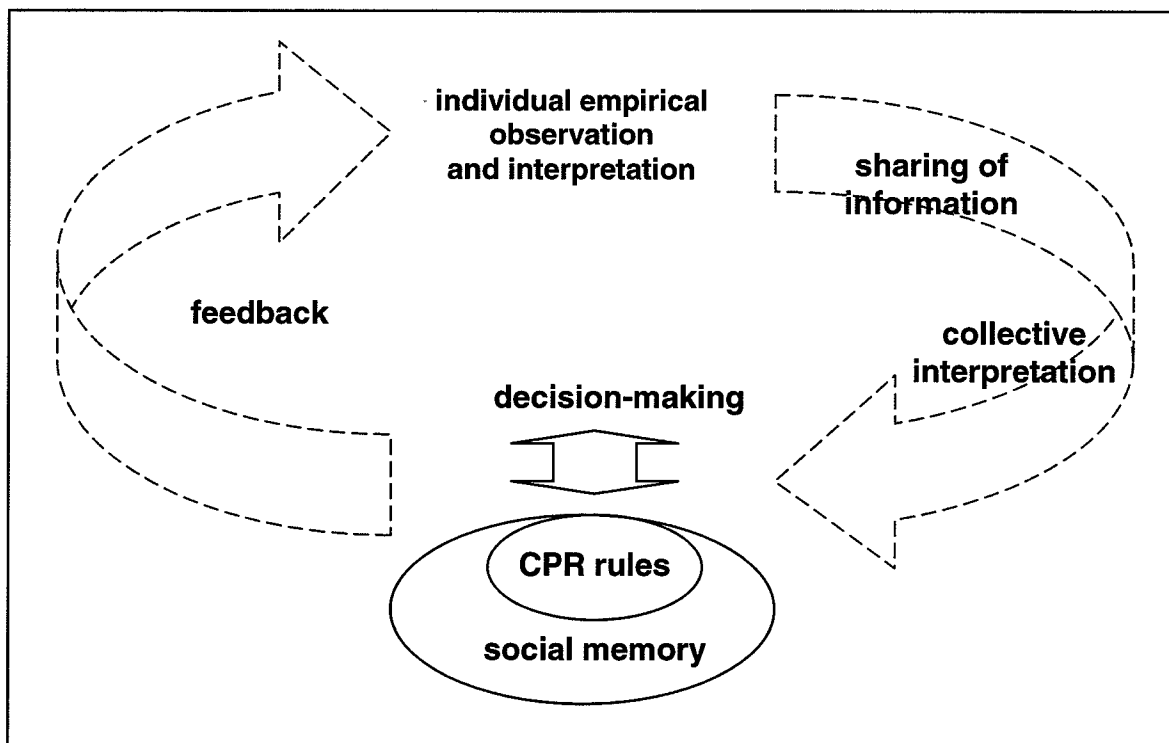 individual empirical
observation
and interpretation
sharing of
information
feedback
collective
interpretation
decision-making
CPR rules
social memory